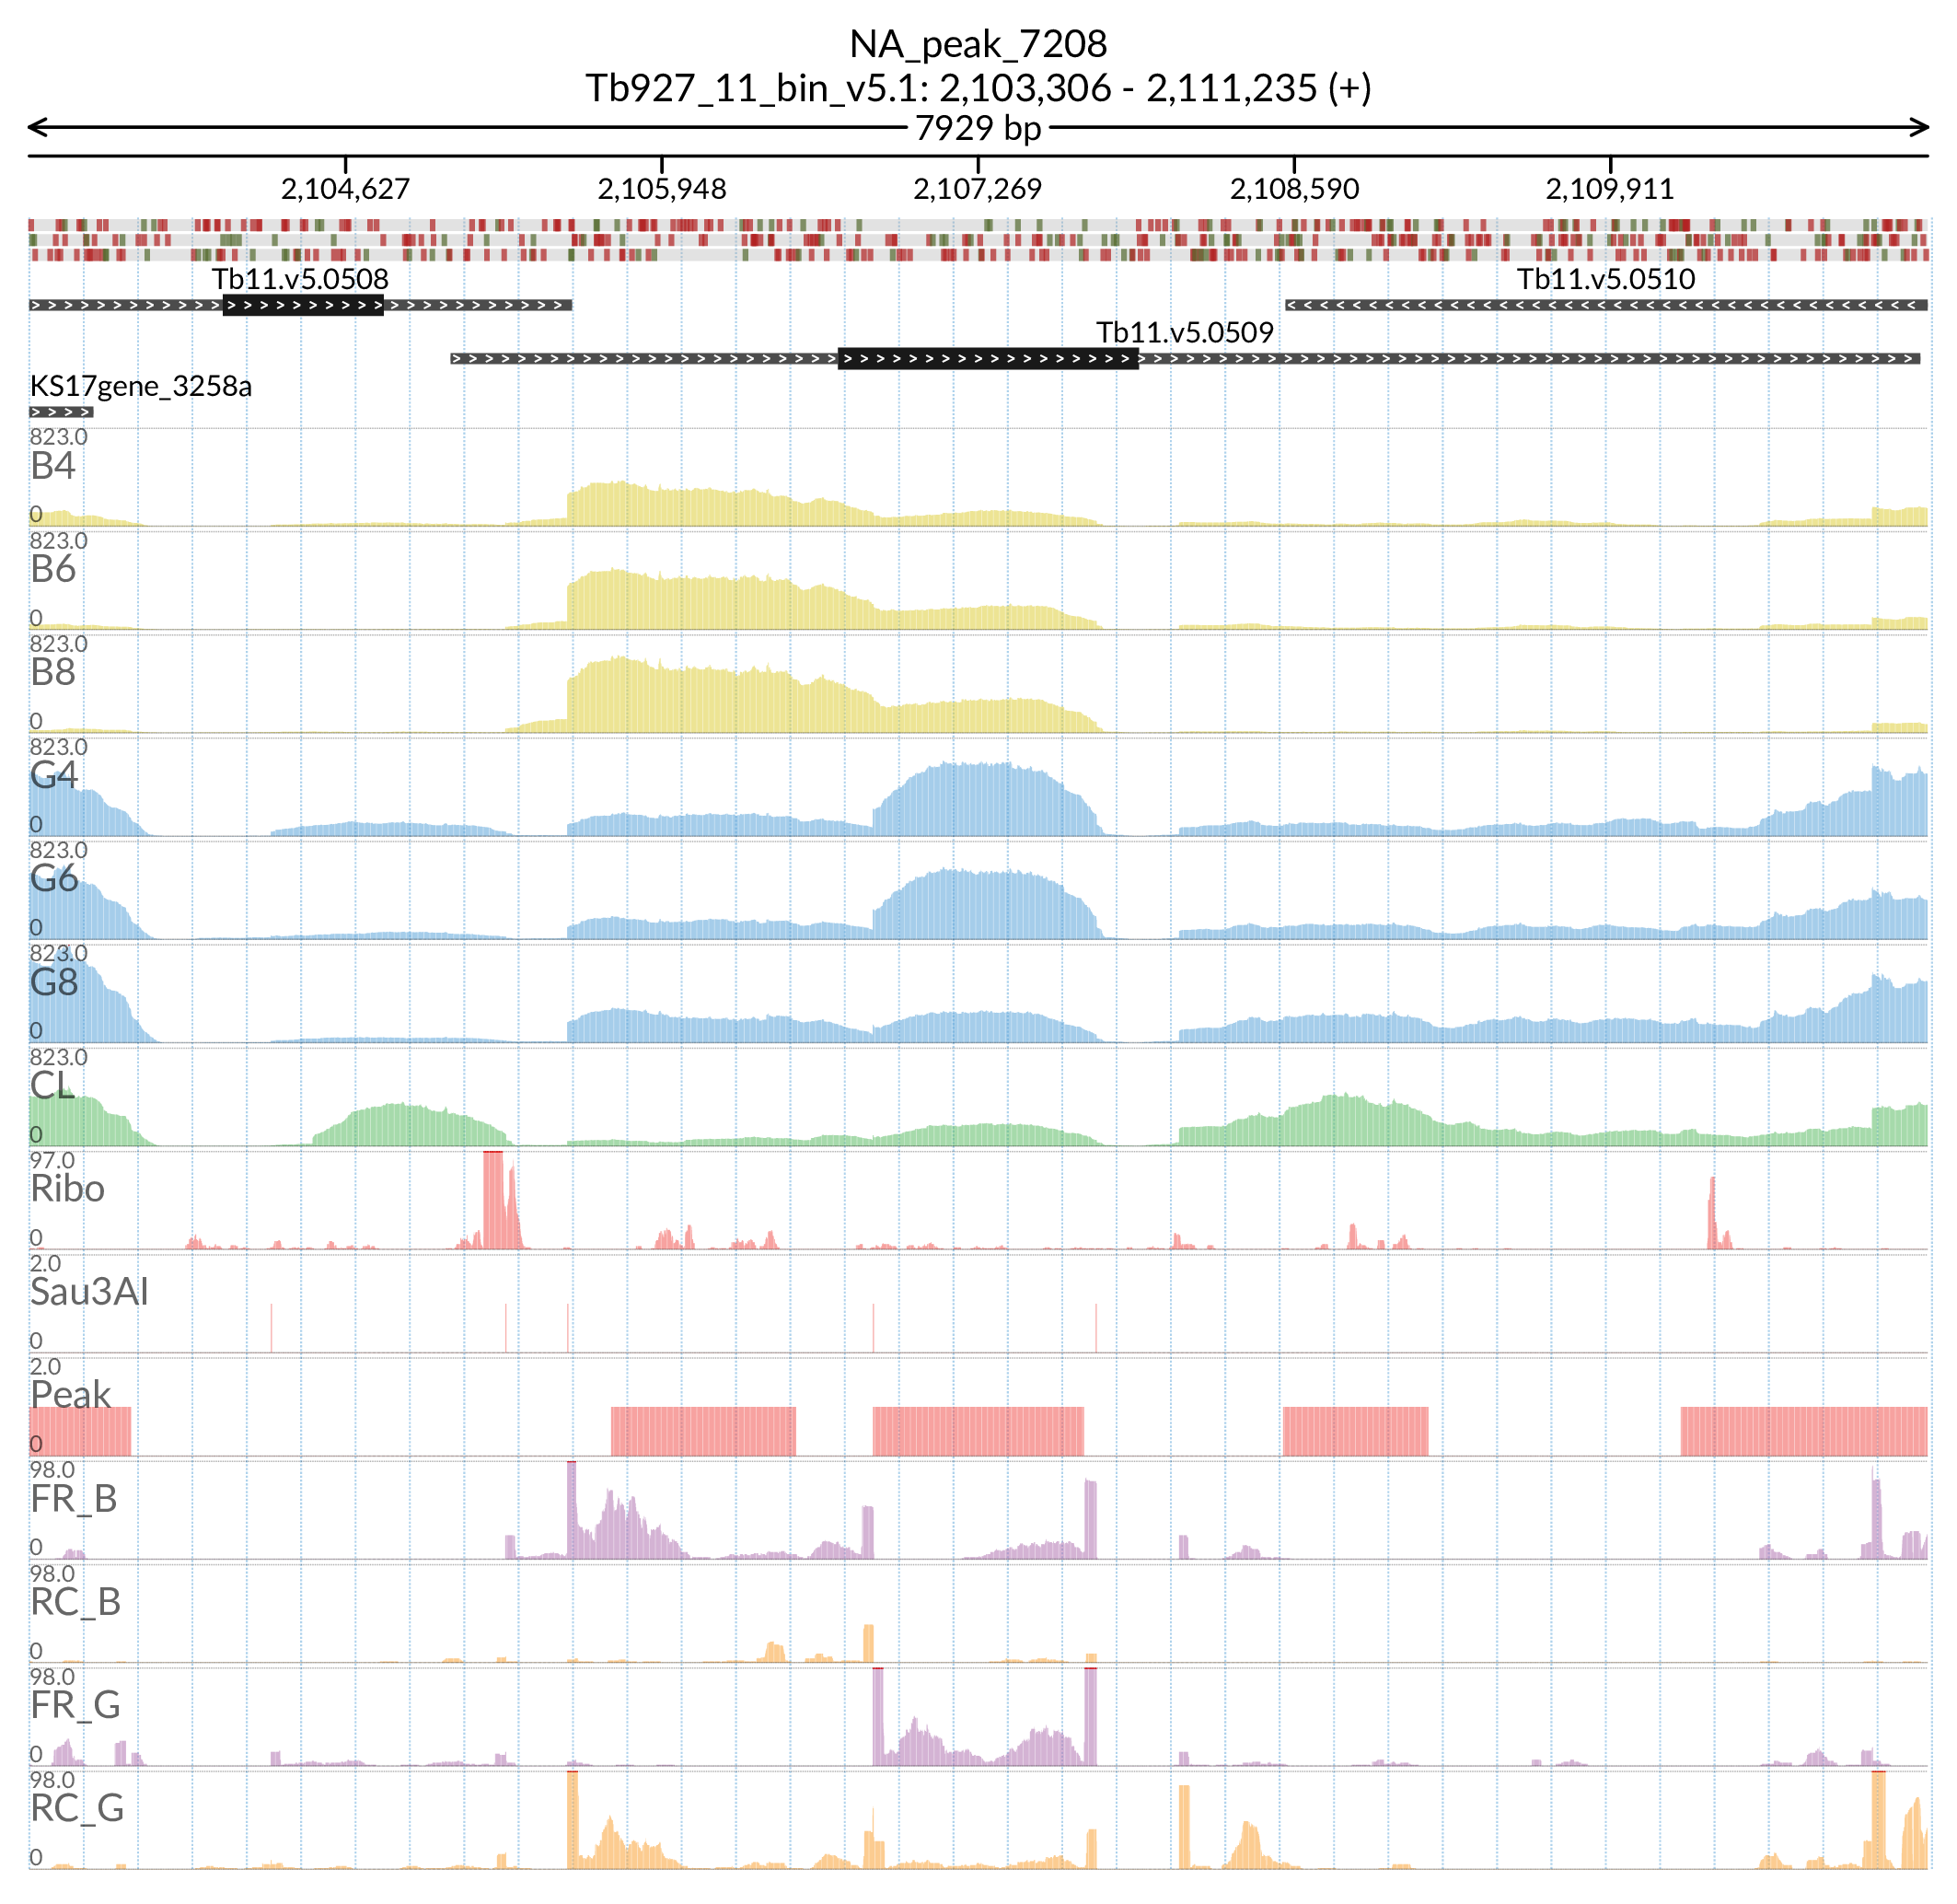 NA_peak_7208
Tb927_11_bin_v5.1: 2,103,306 - 2,111,235 (+)
7929 bp
2,104,627 2,105,948 2,107,269 2,108,590 2,109,911
Tb11.v5.0508 Tb11.v5.0510
Tb11.v5.0509
KS17gene_3258a
823.0
B4
0
823.0
B6
0
823.0
B8
0
823.0
G4
0
823.0
G6
0
823.0
G8
0
823.0
CL
0
97.0
Ribo
0
2.0
Sau3AI
0
2.0
Peak
0
98.0
FR_B
0
98.0
RC_B
0
98.0
FR_G
0
98.0
RC_G
0